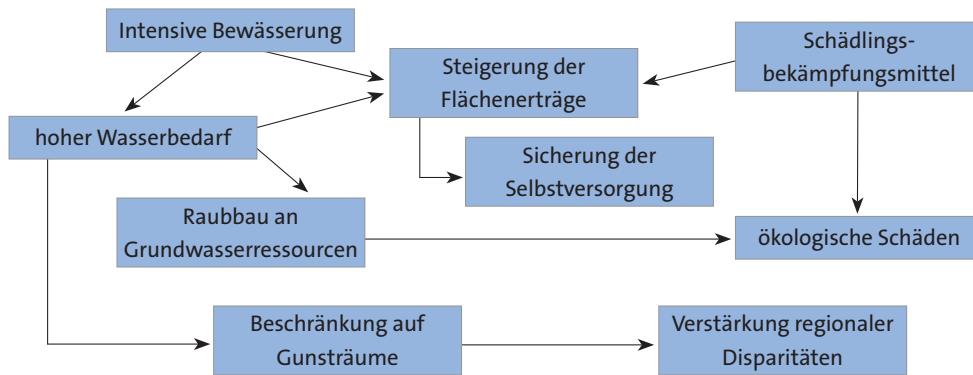 Intensive Bewässerung
Steigerung der
Flächenerträge
Schädlings-
bekämpfungsmittel
hoher Wasserbedarf
Sicherung der
Selbstversorgung
Raubbau an
Grundwasserressourcen
ökologische Schäden
Beschränkung auf
Gunsträume
Verstärkung regionaler
Disparitäten